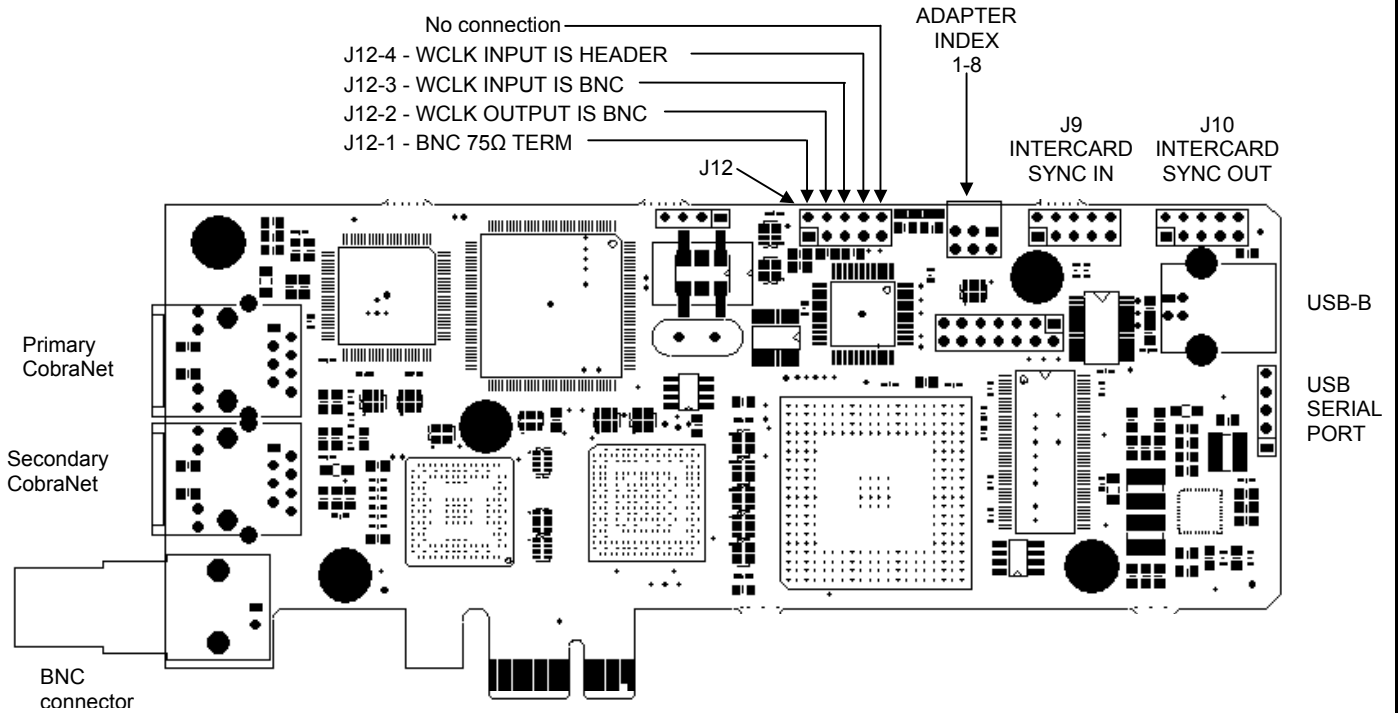 No connection
J12-4 - WCLK INPUT IS HEADER
J12-3 - WCLK INPUT IS BNC
J12-2 - WCLK OUTPUT IS BNC
J12-1 - BNC 75Ω TERM
J12
ADAPTER
INDEX
1-8
J9
INTERCARD
SYNC IN
J10
INTERCARD
SYNC OUT
USB-B
USB
SERIAL
PORT
Primary
CobraNet
Secondary
CobraNet
BNC
connector